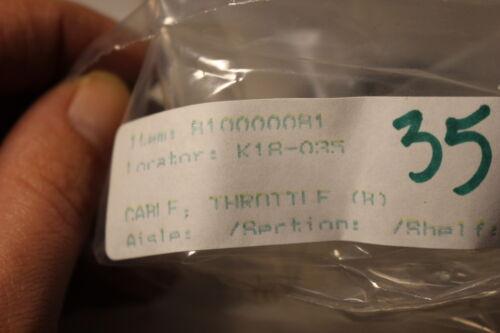 Item: 810000081
Locator: K18-035
35
CABLE, THROTTLE (R)
Aisle: /Section: /Shelf: